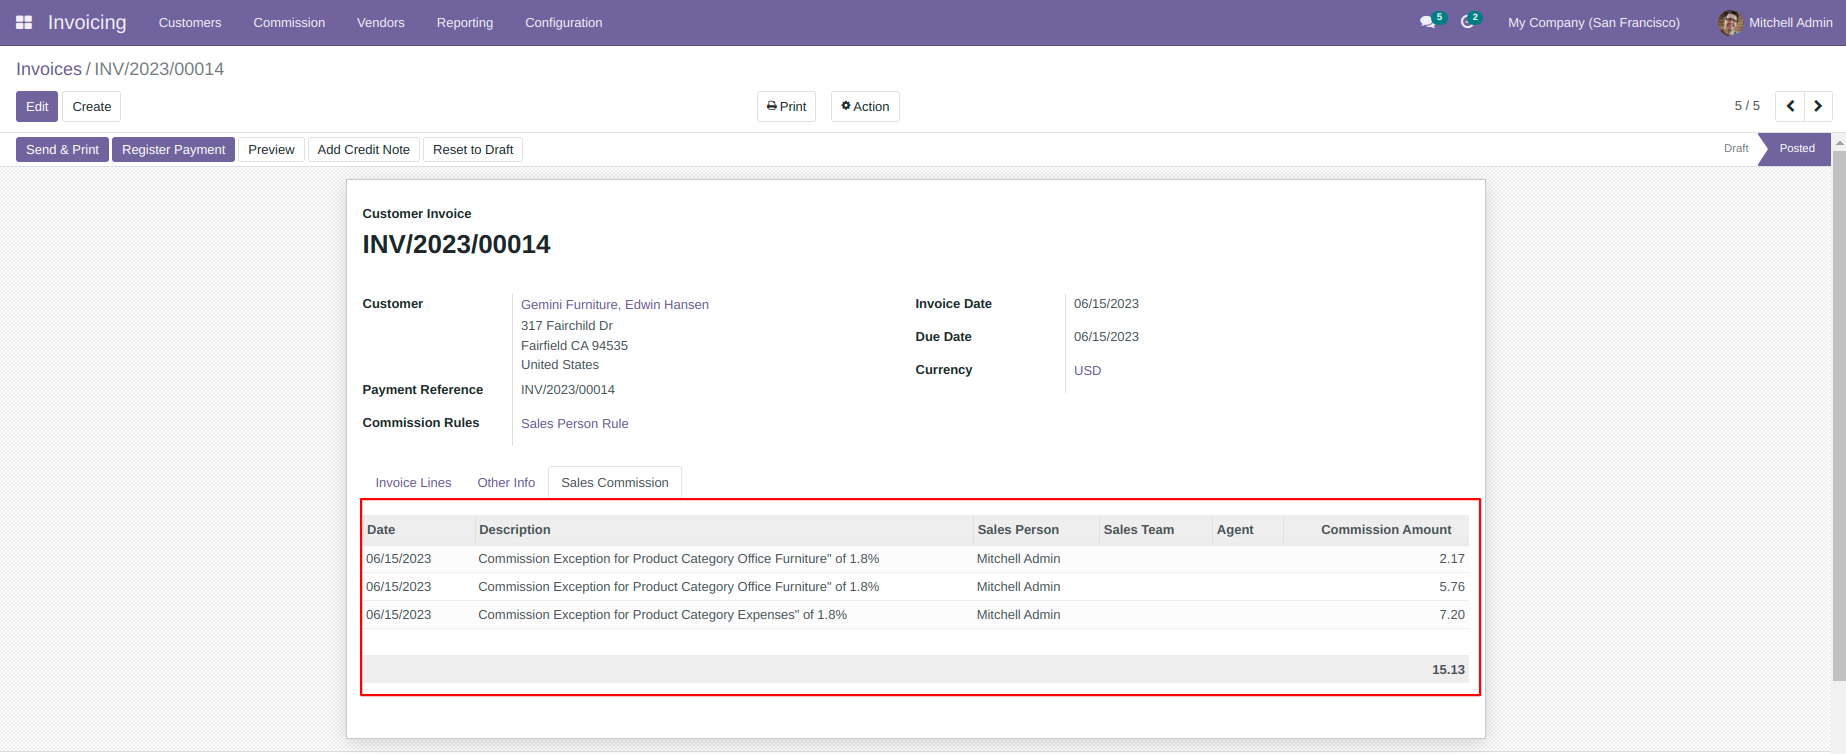 Invoicing Customers Commission Vendors Reporting Configuration 5 2 My Company (San Francisco) Mitchell Admin
Invoices / INV/2023/00014
Edit Create Print Action 5 / 5
Send & Print Register Payment Preview Add Credit Note Reset to Draft Draft Posted
Customer Invoice
INV/2023/00014
Customer Gemini Furniture, Edwin Hansen Invoice Date 06/15/2023
317 Fairchild Dr
Fairfield CA 94535 Due Date 06/15/2023
United States
Currency USD
Payment Reference INV/2023/00014
Commission Rules Sales Person Rule
Invoice Lines Other Info Sales Commission
Date Description Sales Person Sales Team Agent Commission Amount
06/15/2023 Commission Exception for Product Category Office Furniture" of 1.8% Mitchell Admin 2.17
06/15/2023 Commission Exception for Product Category Office Furniture" of 1.8% Mitchell Admin 5.76
06/15/2023 Commission Exception for Product Category Expenses" of 1.8% Mitchell Admin 7.20
15.13